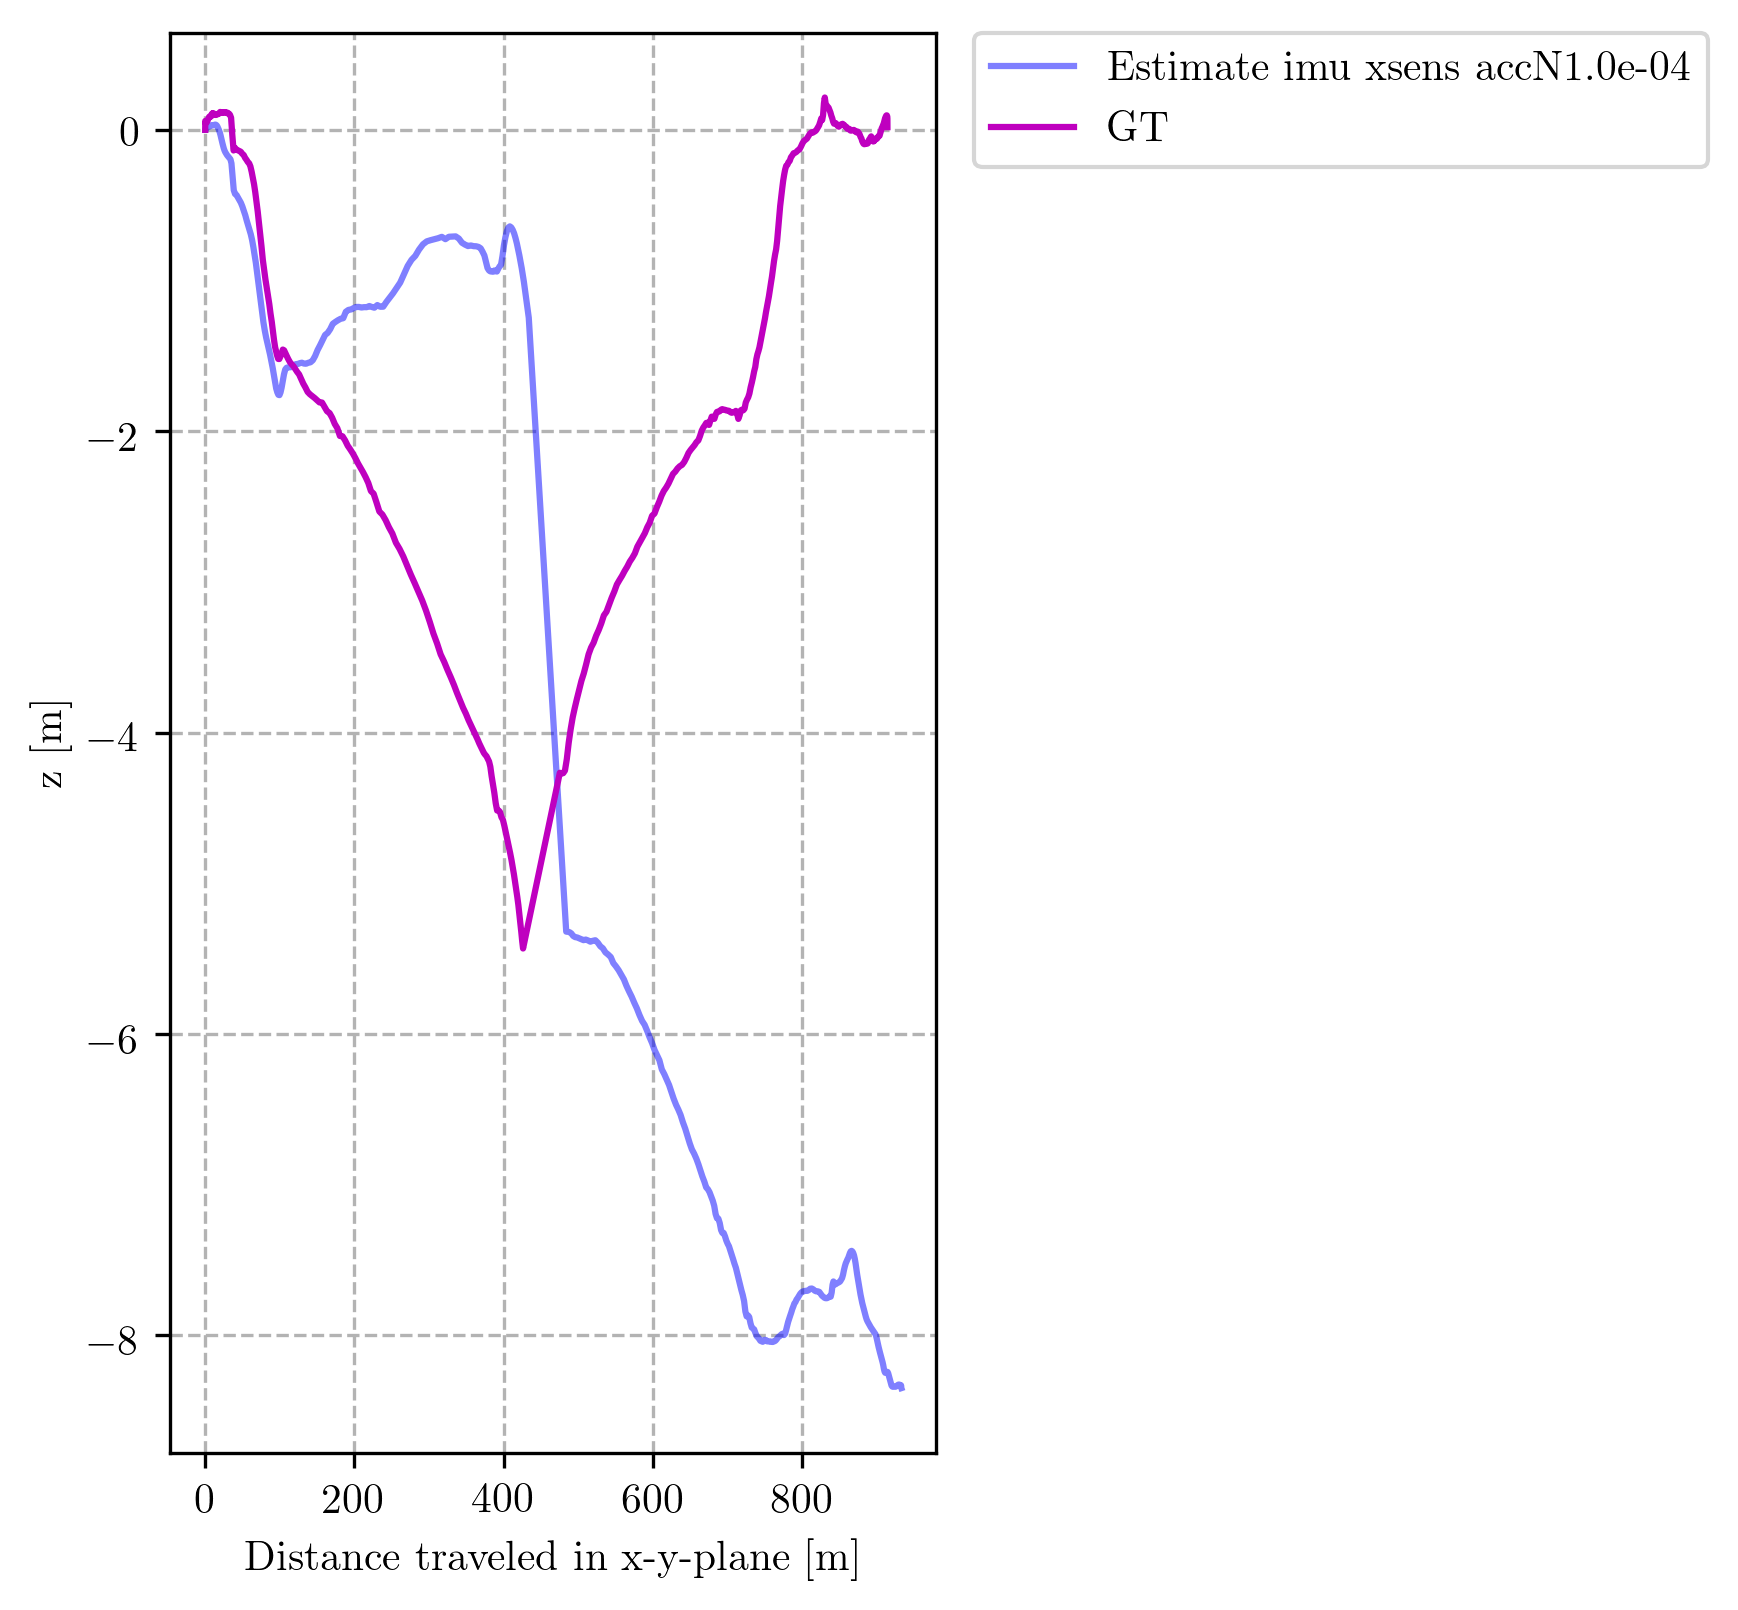 Estimate imu xsens accN1.0e-04
GT
0
−2
−4
−6
−8
z [m]
0 200 400 600 800
Distance traveled in x-y-plane [m]